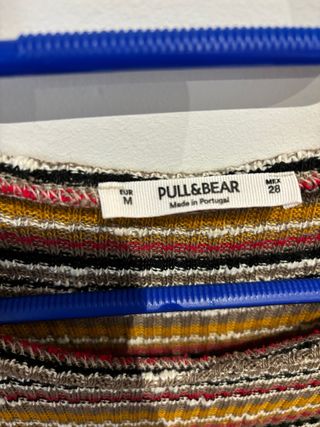 EUR
M
PULL&BEAR
Made in Portugal
MEX
28